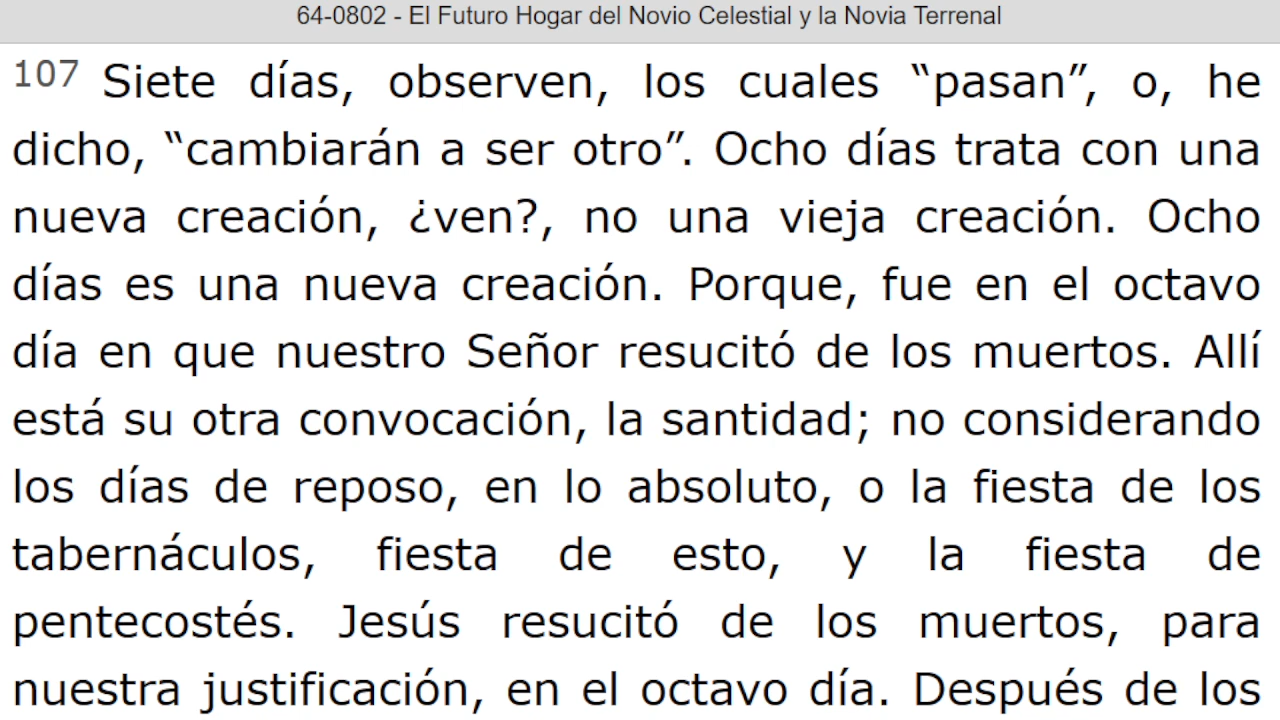 64-0802 - El Futuro Hogar del Novio Celestial y la Novia Terrenal
107 Siete días, observen, los cuales “pasan”, o, he
dicho, “cambiarán a ser otro”. Ocho días trata con una
nueva creación, ¿ven?, no una vieja creación. Ocho
días es una nueva creación. Porque, fue en el octavo
día en que nuestro Señor resucitó de los muertos. Allí
está su otra convocación, la santidad; no considerando
los días de reposo, en lo absoluto, o la fiesta de los
tabernáculos, fiesta de esto, y la fiesta de
pentecostés. Jesús resucitó de los muertos, para
nuestra justificación, en el octavo día. Después de los